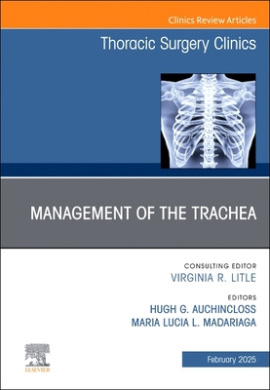 Clinics Review Articles
Thoracic Surgery Clinics
MANAGEMENT OF THE TRACHEA
CONSULTING EDITOR
VIRGINIA R. LITLE
EDITORS
HUGH G. AUCHINCLOSS
MARIA LUCIA L. MADARIAGA
ELSEVIER
February 2025